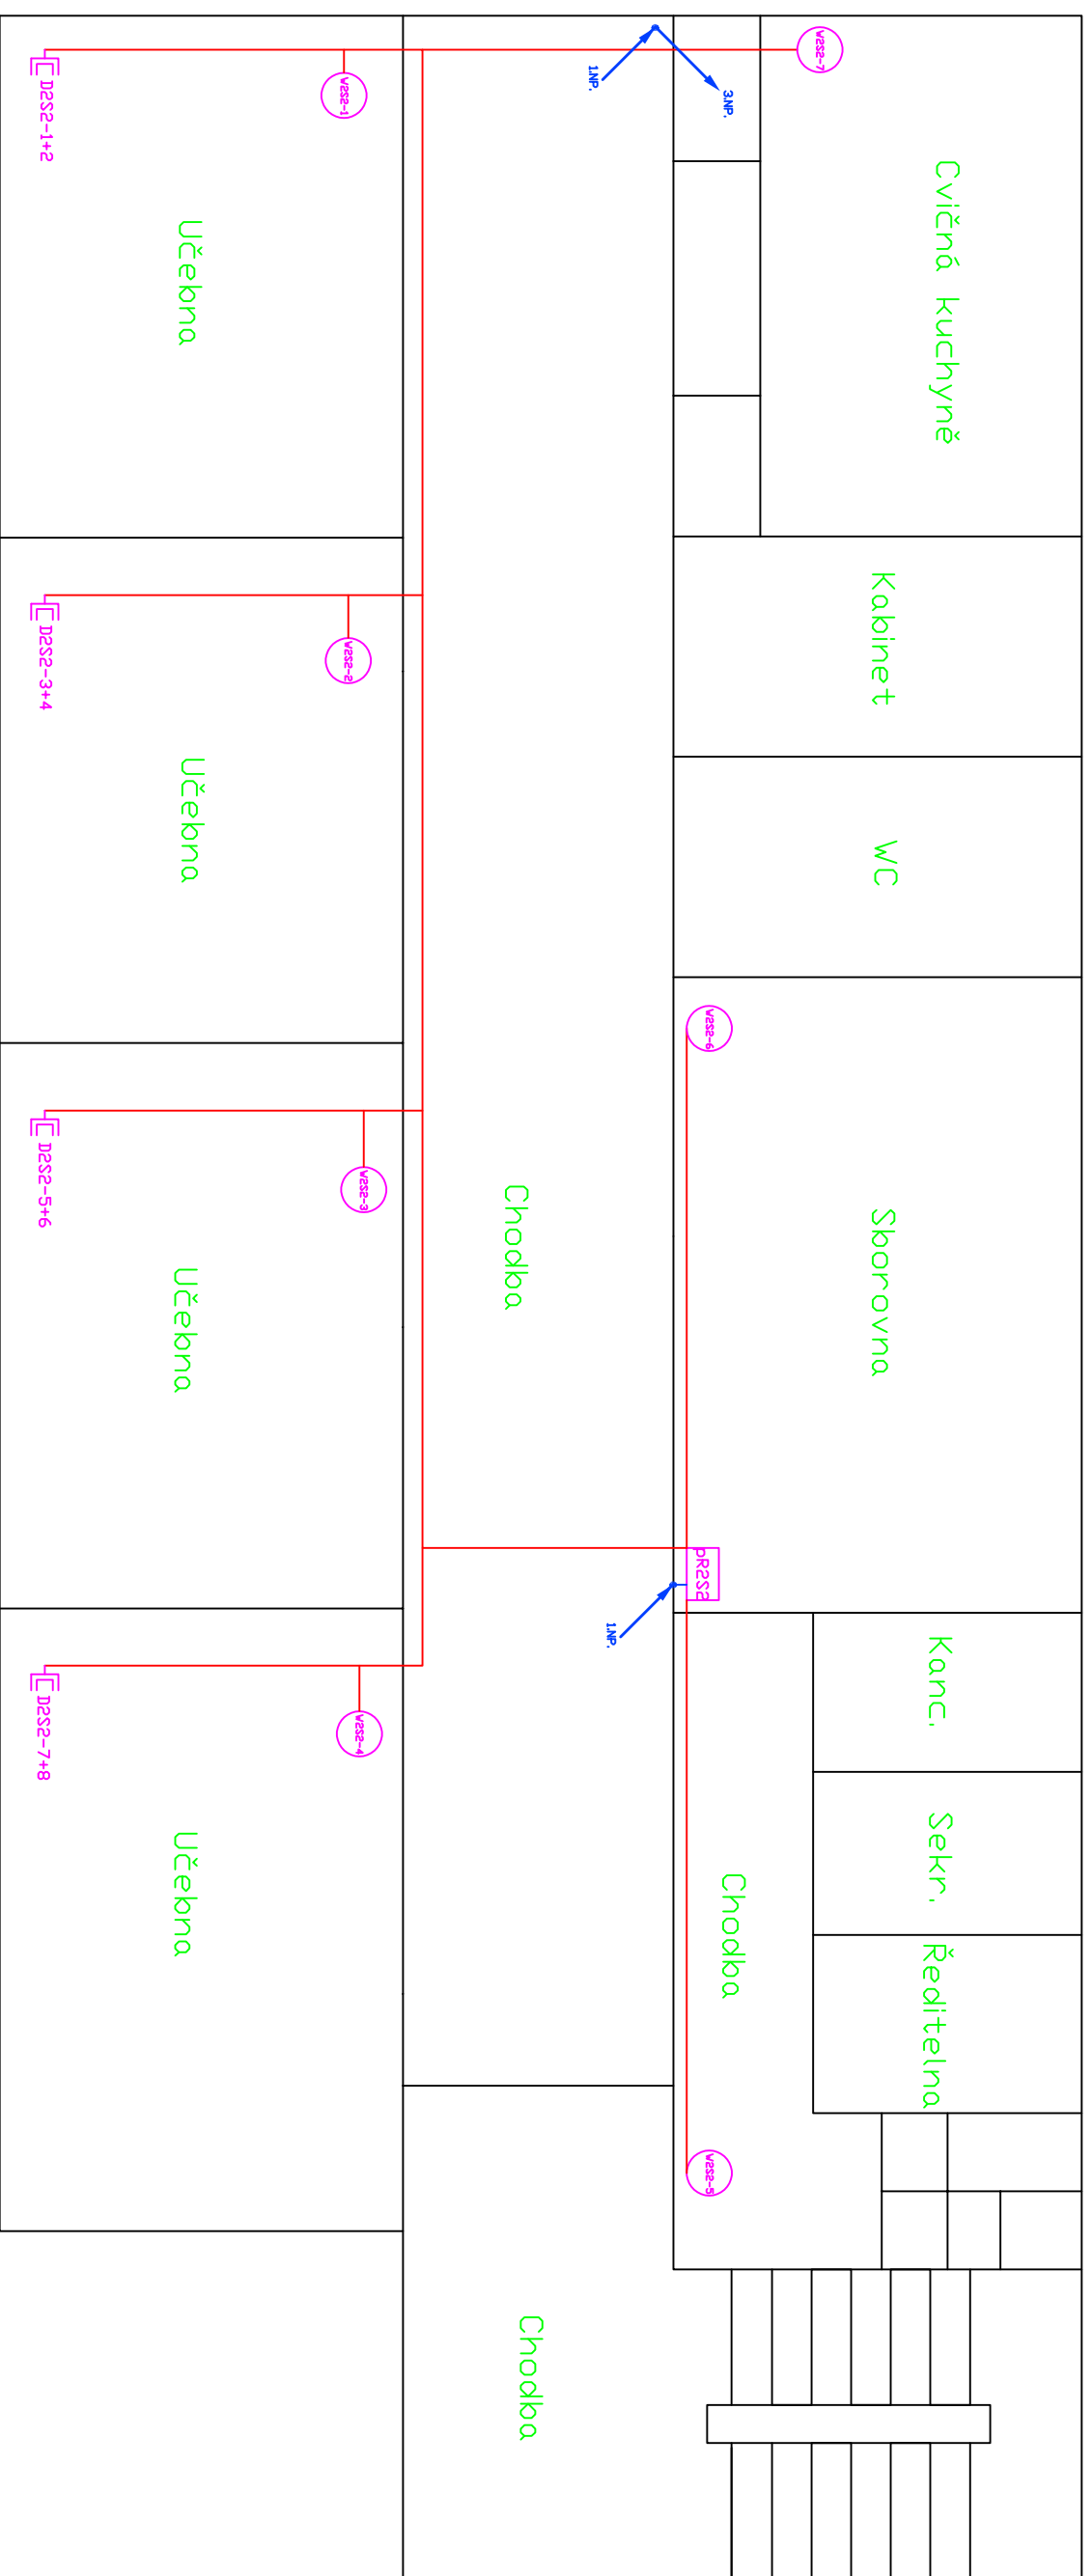 Cvičná kuchyně
Kabinet
WC
Sborovna
Kanc.
Sekr.
Ředitelna
W2S2-7
3.NP.
1.NP.
W2S2-6
PR2S2
1.NP.
Chodba
W2S2-5
Chodba
Chodba
W2S2-1
W2S2-2
W2S2-3
W2S2-4
Učebna
Učebna
Učebna
Učebna
D2S2-1+2
D2S2-3+4
D2S2-5+6
D2S2-7+8